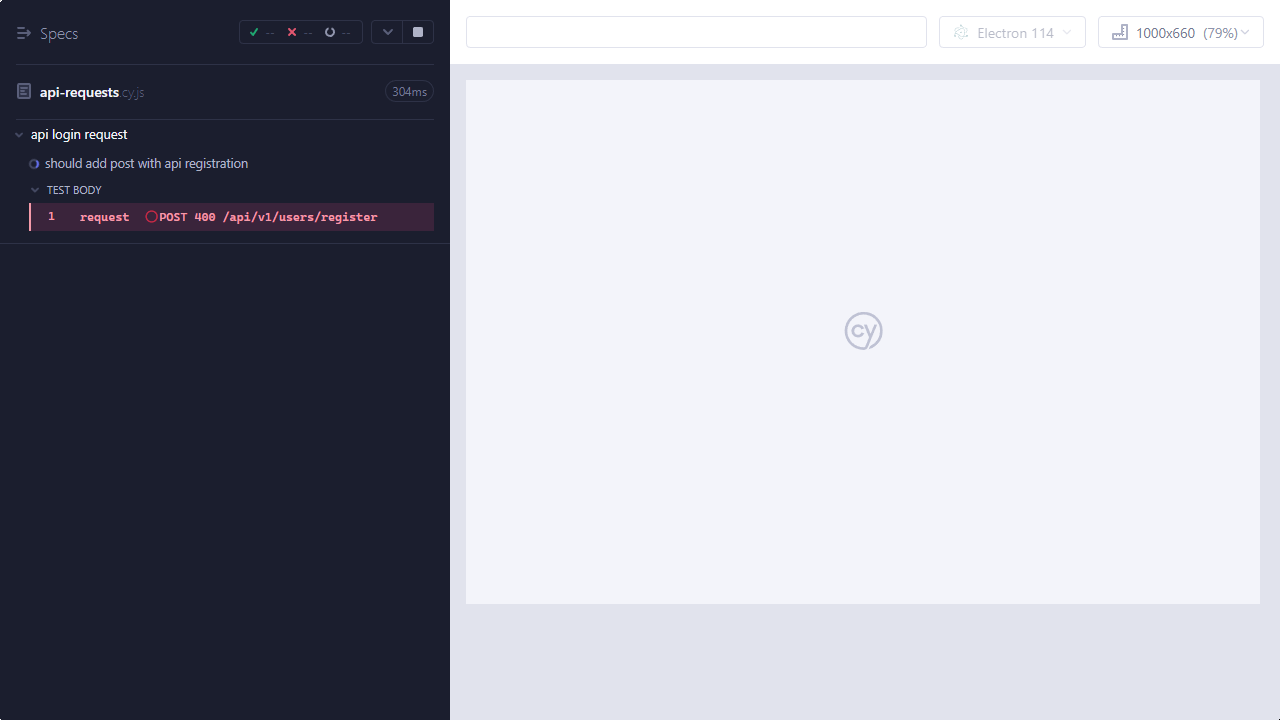 Specs
--
--
--
Electron 114
1000x660 (79%)
api-requests.cy.js
304ms
api login request
should add post with api registration
TEST BODY
1 request POST 400 /api/v1/users/register
cy